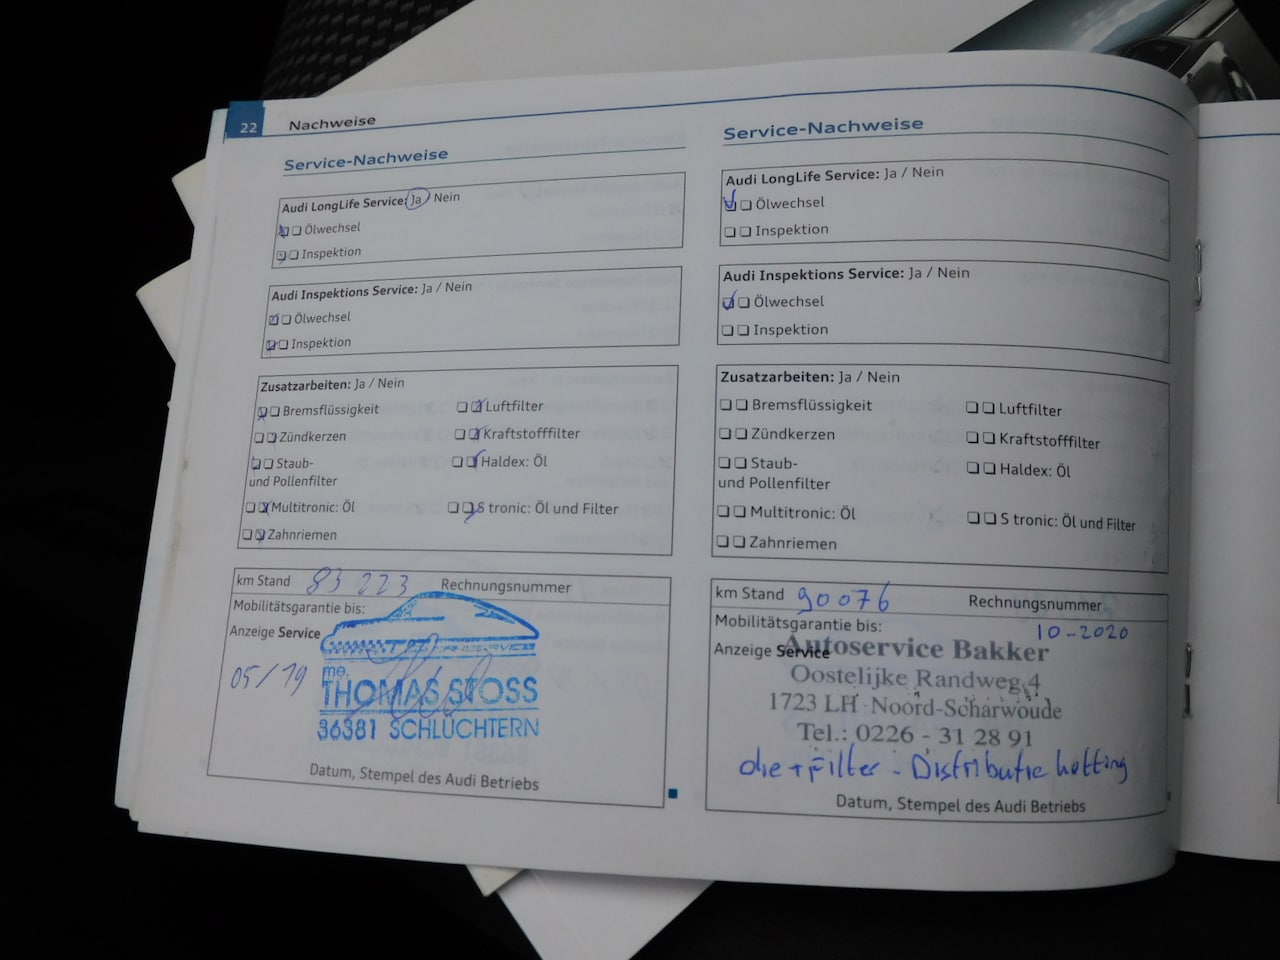 22 Nachweise
Service-Nachweise
Audi LongLife Service: Ja / Nein
Ölwechsel
Inspektion
Audi Inspektions Service: Ja / Nein
Ölwechsel
Inspektion
Zusatzarbeiten: Ja / Nein
Bremsflüssigkeit Luftfilter
Zündkerzen Kraftstofffilter
Staub- Haldex: Öl
und Pollenfilter
Multitronic: Öl S tronic: Öl und Filter
Zahnriemen
km Stand 83 223 Rechnungsnummer
Mobilitätsgarantie bis:
Anzeige Service
05/19
me.
THOMAS STOSS
36381 SCHLÜCHTERN
Datum, Stempel des Audi Betriebs
Service-Nachweise
Audi LongLife Service: Ja / Nein
Ölwechsel
Inspektion
Audi Inspektions Service: Ja / Nein
Ölwechsel
Inspektion
Zusatzarbeiten: Ja / Nein
Bremsflüssigkeit Luftfilter
Zündkerzen Kraftstofffilter
Staub- Haldex: Öl
und Pollenfilter
Multitronic: Öl S tronic: Öl und Filter
Zahnriemen
km Stand 90076 Rechnungsnummer
Mobilitätsgarantie bis: 10-2020
Anzeige Service
Autoservice Bakker
Oostelijke Randweg 4
1723 LH Noord-Scharwoude
Tel.: 0226 - 31 28 91
olie + Filter - Distributie ketting
Datum, Stempel des Audi Betriebs